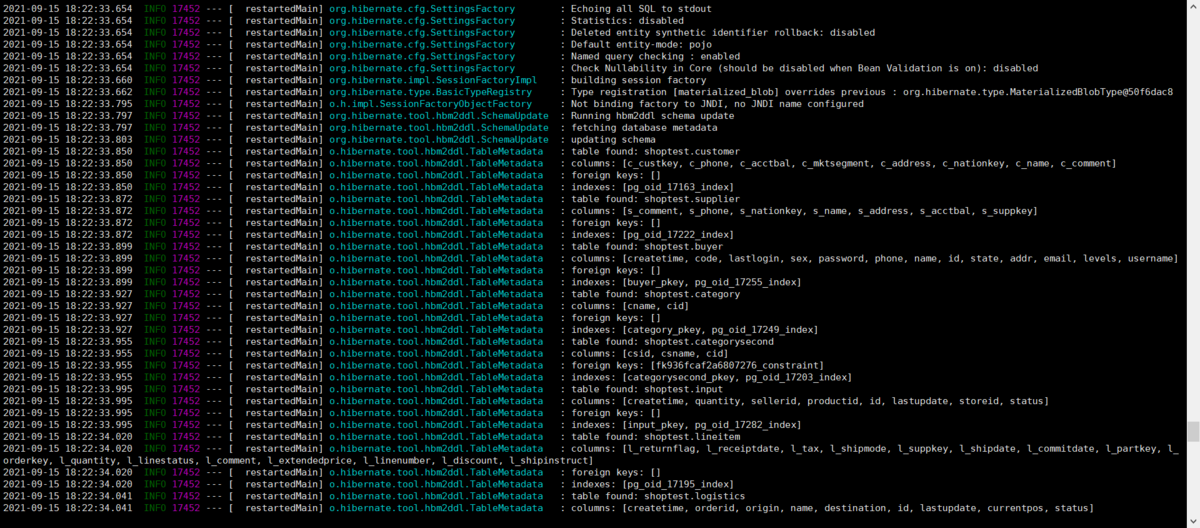 2021-09-15 18:22:33.654  INFO 17452 --- [  restartedMain] org.hibernate.cfg.SettingsFactory        : Echoing all SQL to stdout
2021-09-15 18:22:33.654  INFO 17452 --- [  restartedMain] org.hibernate.cfg.SettingsFactory        : Statistics: disabled
2021-09-15 18:22:33.654  INFO 17452 --- [  restartedMain] org.hibernate.cfg.SettingsFactory        : Deleted entity synthetic identifier rollback: disabled
2021-09-15 18:22:33.654  INFO 17452 --- [  restartedMain] org.hibernate.cfg.SettingsFactory        : Default entity-mode: pojo
2021-09-15 18:22:33.654  INFO 17452 --- [  restartedMain] org.hibernate.cfg.SettingsFactory        : Named query checking : enabled
2021-09-15 18:22:33.654  INFO 17452 --- [  restartedMain] org.hibernate.cfg.SettingsFactory        : Check Nullability in Core (should be disabled when Bean Validation is on): disabled
2021-09-15 18:22:33.660  INFO 17452 --- [  restartedMain] org.hibernate.impl.SessionFactoryImpl    : building session factory
2021-09-15 18:22:33.662  INFO 17452 --- [  restartedMain] org.hibernate.type.BasicTypeRegistry     : Type registration [materialized_blob] overrides previous : org.hibernate.type.MaterializedBlobType@50f6dac8
2021-09-15 18:22:33.795  INFO 17452 --- [  restartedMain] o.h.impl.SessionFactoryObjectFactory     : Not binding factory to JNDI, no JNDI name configured
2021-09-15 18:22:33.797  INFO 17452 --- [  restartedMain] org.hibernate.tool.hbm2ddl.SchemaUpdate  : Running hbm2ddl schema update
2021-09-15 18:22:33.797  INFO 17452 --- [  restartedMain] org.hibernate.tool.hbm2ddl.SchemaUpdate  : fetching database metadata
2021-09-15 18:22:33.803  INFO 17452 --- [  restartedMain] org.hibernate.tool.hbm2ddl.SchemaUpdate  : updating schema
2021-09-15 18:22:33.850  INFO 17452 --- [  restartedMain] o.hibernate.tool.hbm2ddl.TableMetadata   : table found: shoptest.customer
2021-09-15 18:22:33.850  INFO 17452 --- [  restartedMain] o.hibernate.tool.hbm2ddl.TableMetadata   : columns: [c_custkey, c_phone, c_acctbal, c_mktsegment, c_address, c_nationkey, c_name, c_comment]
2021-09-15 18:22:33.850  INFO 17452 --- [  restartedMain] o.hibernate.tool.hbm2ddl.TableMetadata   : foreign keys: []
2021-09-15 18:22:33.850  INFO 17452 --- [  restartedMain] o.hibernate.tool.hbm2ddl.TableMetadata   : indexes: [pg_oid_17163_index]
2021-09-15 18:22:33.872  INFO 17452 --- [  restartedMain] o.hibernate.tool.hbm2ddl.TableMetadata   : table found: shoptest.supplier
2021-09-15 18:22:33.872  INFO 17452 --- [  restartedMain] o.hibernate.tool.hbm2ddl.TableMetadata   : columns: [s_comment, s_phone, s_nationkey, s_name, s_address, s_acctbal, s_suppkey]
2021-09-15 18:22:33.872  INFO 17452 --- [  restartedMain] o.hibernate.tool.hbm2ddl.TableMetadata   : foreign keys: []
2021-09-15 18:22:33.872  INFO 17452 --- [  restartedMain] o.hibernate.tool.hbm2ddl.TableMetadata   : indexes: [pg_oid_17222_index]
2021-09-15 18:22:33.899  INFO 17452 --- [  restartedMain] o.hibernate.tool.hbm2ddl.TableMetadata   : table found: shoptest.buyer
2021-09-15 18:22:33.899  INFO 17452 --- [  restartedMain] o.hibernate.tool.hbm2ddl.TableMetadata   : columns: [createtime, code, lastlogin, sex, password, phone, name, id, state, addr, email, levels, username]
2021-09-15 18:22:33.899  INFO 17452 --- [  restartedMain] o.hibernate.tool.hbm2ddl.TableMetadata   : foreign keys: []
2021-09-15 18:22:33.899  INFO 17452 --- [  restartedMain] o.hibernate.tool.hbm2ddl.TableMetadata   : indexes: [buyer_pkey, pg_oid_17255_index]
2021-09-15 18:22:33.927  INFO 17452 --- [  restartedMain] o.hibernate.tool.hbm2ddl.TableMetadata   : table found: shoptest.category
2021-09-15 18:22:33.927  INFO 17452 --- [  restartedMain] o.hibernate.tool.hbm2ddl.TableMetadata   : columns: [cname, cid]
2021-09-15 18:22:33.927  INFO 17452 --- [  restartedMain] o.hibernate.tool.hbm2ddl.TableMetadata   : foreign keys: []
2021-09-15 18:22:33.927  INFO 17452 --- [  restartedMain] o.hibernate.tool.hbm2ddl.TableMetadata   : indexes: [category_pkey, pg_oid_17249_index]
2021-09-15 18:22:33.955  INFO 17452 --- [  restartedMain] o.hibernate.tool.hbm2ddl.TableMetadata   : table found: shoptest.categorysecond
2021-09-15 18:22:33.955  INFO 17452 --- [  restartedMain] o.hibernate.tool.hbm2ddl.TableMetadata   : columns: [csid, csname, cid]
2021-09-15 18:22:33.955  INFO 17452 --- [  restartedMain] o.hibernate.tool.hbm2ddl.TableMetadata   : foreign keys: [fk936fcaf2a6807276_constraint]
2021-09-15 18:22:33.955  INFO 17452 --- [  restartedMain] o.hibernate.tool.hbm2ddl.TableMetadata   : indexes: [categorysecond_pkey, pg_oid_17203_index]
2021-09-15 18:22:33.995  INFO 17452 --- [  restartedMain] o.hibernate.tool.hbm2ddl.TableMetadata   : table found: shoptest.input
2021-09-15 18:22:33.995  INFO 17452 --- [  restartedMain] o.hibernate.tool.hbm2ddl.TableMetadata   : columns: [createtime, quantity, sellerid, productid, id, lastupdate, storeid, status]
2021-09-15 18:22:33.995  INFO 17452 --- [  restartedMain] o.hibernate.tool.hbm2ddl.TableMetadata   : foreign keys: []
2021-09-15 18:22:33.995  INFO 17452 --- [  restartedMain] o.hibernate.tool.hbm2ddl.TableMetadata   : indexes: [input_pkey, pg_oid_17282_index]
2021-09-15 18:22:34.020  INFO 17452 --- [  restartedMain] o.hibernate.tool.hbm2ddl.TableMetadata   : table found: shoptest.lineitem
2021-09-15 18:22:34.020  INFO 17452 --- [  restartedMain] o.hibernate.tool.hbm2ddl.TableMetadata   : columns: [l_returnflag, l_receiptdate, l_tax, l_shipmode, l_suppkey, l_shipdate, l_commitdate, l_partkey, l_
orderkey, l_quantity, l_linestatus, l_comment, l_extendedprice, l_linenumber, l_discount, l_shipinstruct]
2021-09-15 18:22:34.020  INFO 17452 --- [  restartedMain] o.hibernate.tool.hbm2ddl.TableMetadata   : foreign keys: []
2021-09-15 18:22:34.020  INFO 17452 --- [  restartedMain] o.hibernate.tool.hbm2ddl.TableMetadata   : indexes: [pg_oid_17195_index]
2021-09-15 18:22:34.041  INFO 17452 --- [  restartedMain] o.hibernate.tool.hbm2ddl.TableMetadata   : table found: shoptest.logistics
2021-09-15 18:22:34.041  INFO 17452 --- [  restartedMain] o.hibernate.tool.hbm2ddl.TableMetadata   : columns: [createtime, orderid, origin, name, destination, id, lastupdate, currentpos, status]